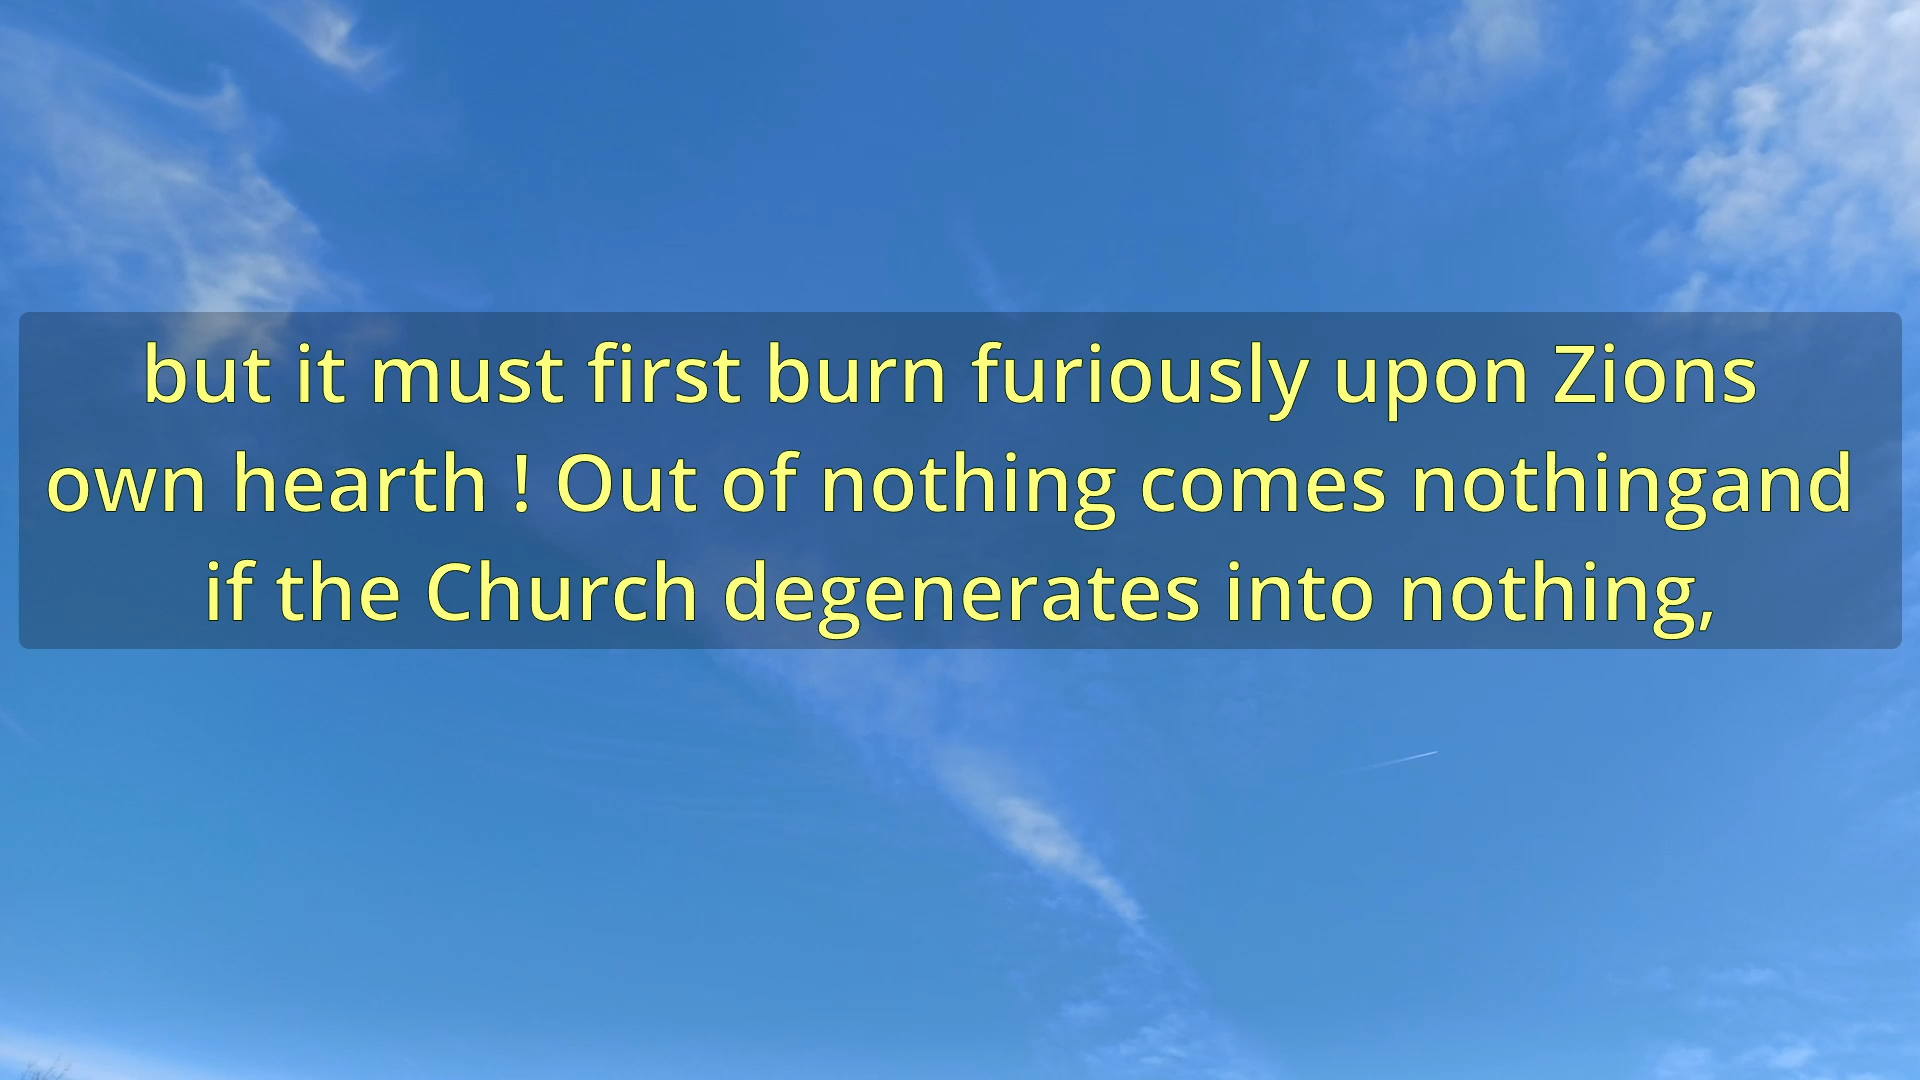 but it must first burn furiously upon Zions
own hearth ! Out of nothing comes nothingand
if the Church degenerates into nothing,